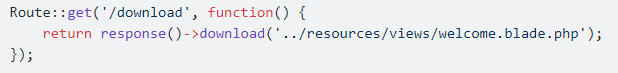 Route::get('/download', function() {
    return response()->download('../resources/views/welcome.blade.php');
});